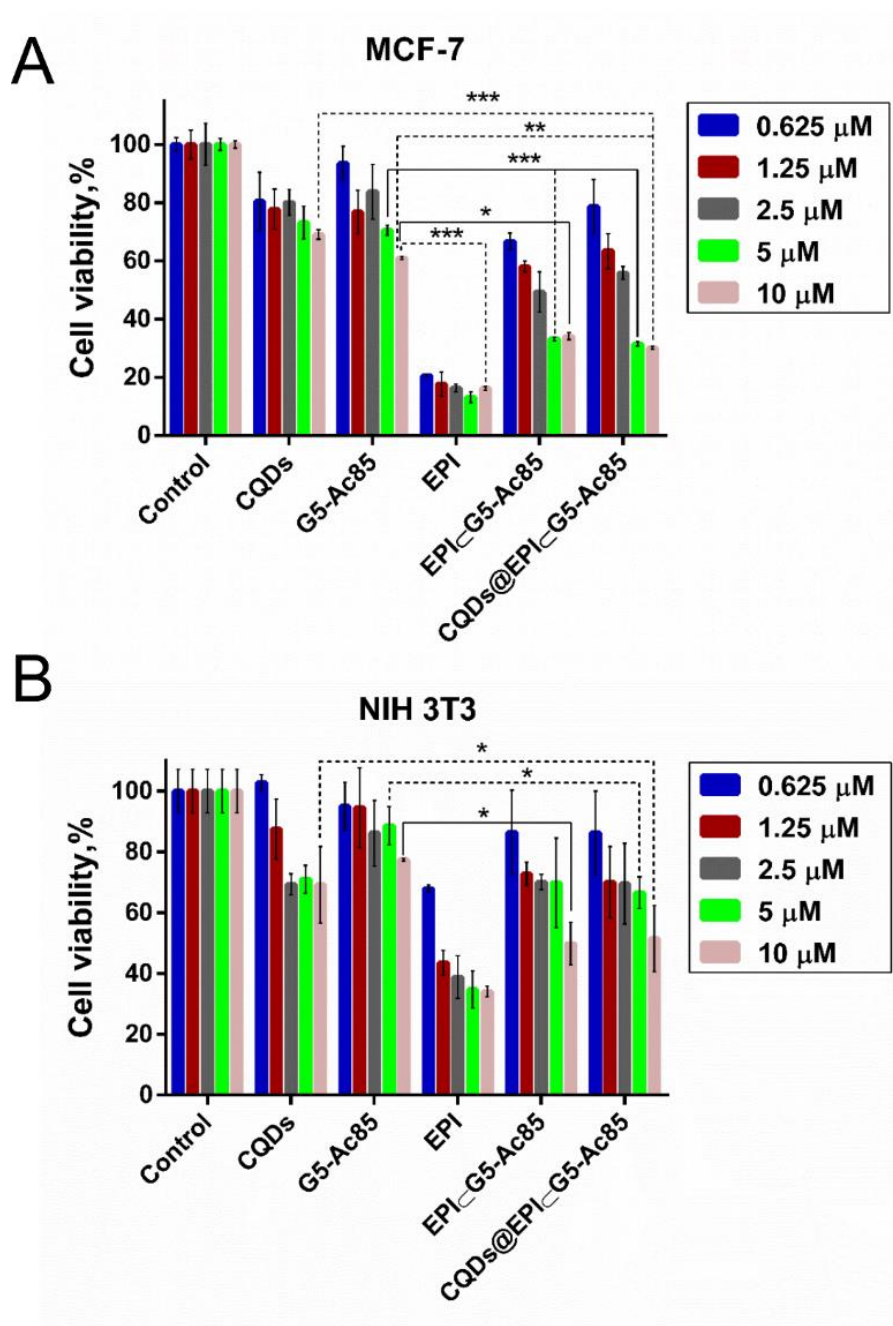 A
MCF-7
Cell viability,%
100
80
60
40
20
0
***
**
***
*
***
0.625 μM
1.25 μM
2.5 μM
5 μM
10 μM
Control
CQDs
G5-Ac85
EPI
EPI⊂G5-Ac85
CQDs@EPI⊂G5-Ac85
B
NIH 3T3
Cell viability,%
100
80
60
40
20
0
*
*
*
0.625 μM
1.25 μM
2.5 μM
5 μM
10 μM
Control
CQDs
G5-Ac85
EPI
EPI⊂G5-Ac85
CQDs@EPI⊂G5-Ac85